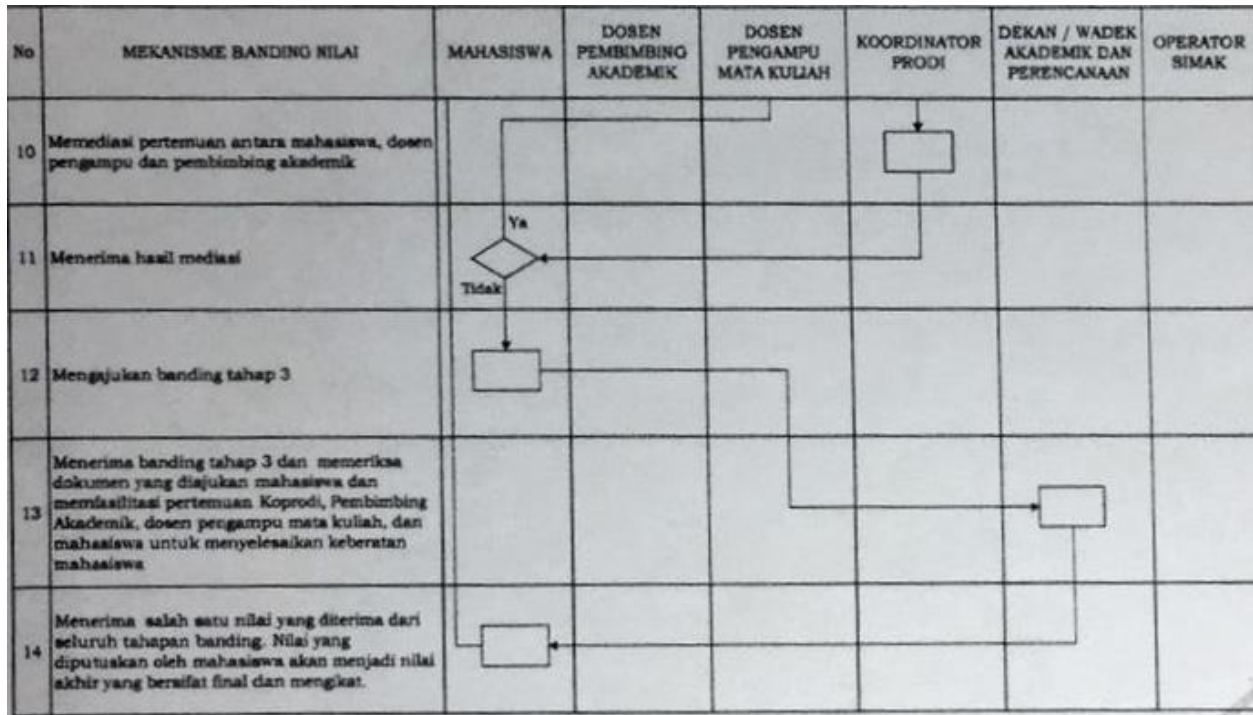 No
MEKANISME BANDING NILAI
MAHASISWA
DOSEN
PEMBIMBING
AKADEMIK
DOSEN
PENGAMPU
MATA KULIAH
KOORDINATOR
PRODI
DEKAN / WADEK
AKADEMIK DAN
PERENCANAAN
OPERATOR
SIMAK
10
Memediasi pertemuan antara mahasiswa, dosen
pengampu dan pembimbing akademik
11
Menerima hasil mediasi
Ya
Tidak
12
Mengajukan banding tahap 3
13
Menerima banding tahap 3 dan memeriksa
dokumen yang diajukan mahasiswa dan
memfasilitasi pertemuan Koprodi, Pembimbing
Akademik, dosen pengampu mata kuliah, dan
mahasiswa untuk menyelesaikan keberatan
mahasiswa
14
Menerima salah satu nilai yang diterima dari
seluruh tahapan banding. Nilai yang
diputuskan oleh mahasiswa akan menjadi nilai
akhir yang bersifat final dan mengikat.